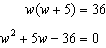 w(w + 5) = 36
w² + 5w − 36 = 0